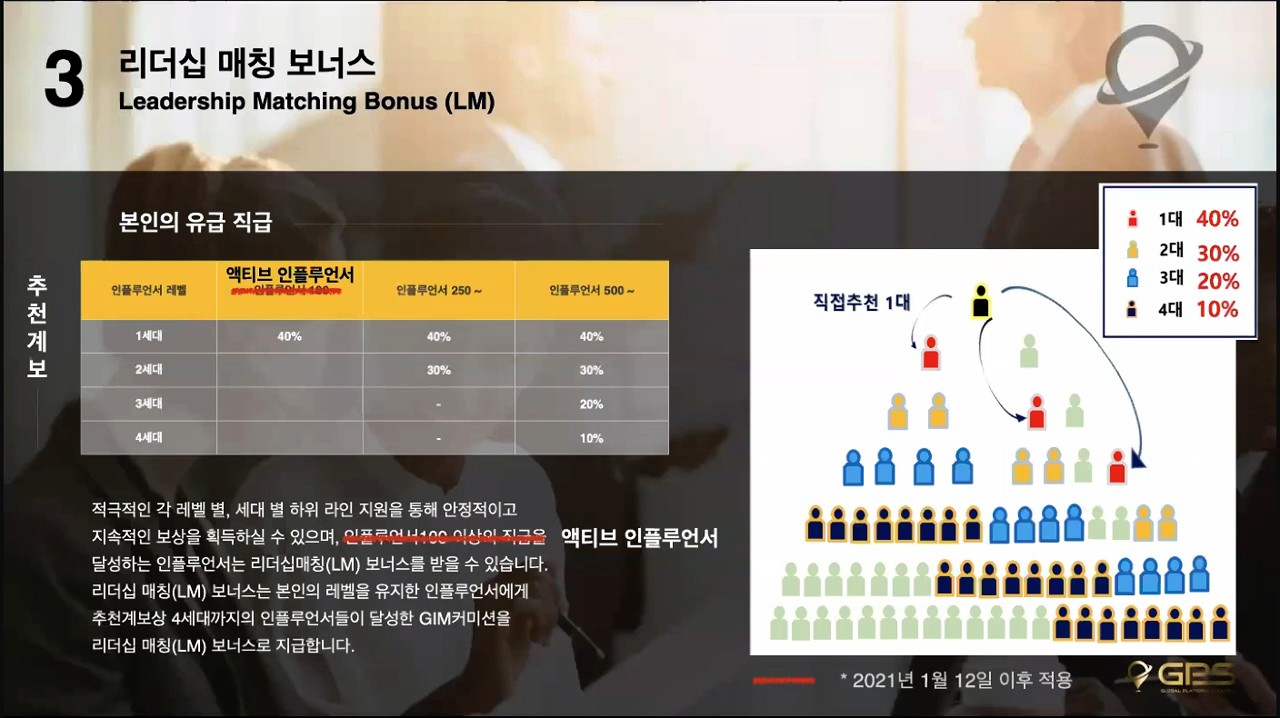 3
리더십 매칭 보너스
Leadership Matching Bonus (LM)
본인의 유급 직급
추천계보
인플루언서 레벨
액티브 인플루언서
인플루언서 100
인플루언서 250 ~
인플루언서 500 ~
1세대 40% 40% 40%
2세대 30% 30%
3세대 - 20%
4세대 - 10%
적극적인 각 레벨 별, 세대 별 하위 라인 지원을 통해 안정적이고
지속적인 보상을 획득하실 수 있으며, 인플루언서100 이상의 직급을 액티브 인플루언서
달성하는 인플루언서는 리더십매칭(LM) 보너스를 받을 수 있습니다.
리더십 매칭(LM) 보너스는 본인의 레벨을 유지한 인플루언서에게
추천계보상 4세대까지의 인플루언서들이 달성한 GIM커미션을
리더십 매칭(LM) 보너스로 지급합니다.
1대 40%
2대 30%
3대 20%
4대 10%
직접추천 1대
* 2021년 1월 12일 이후 적용
GBS